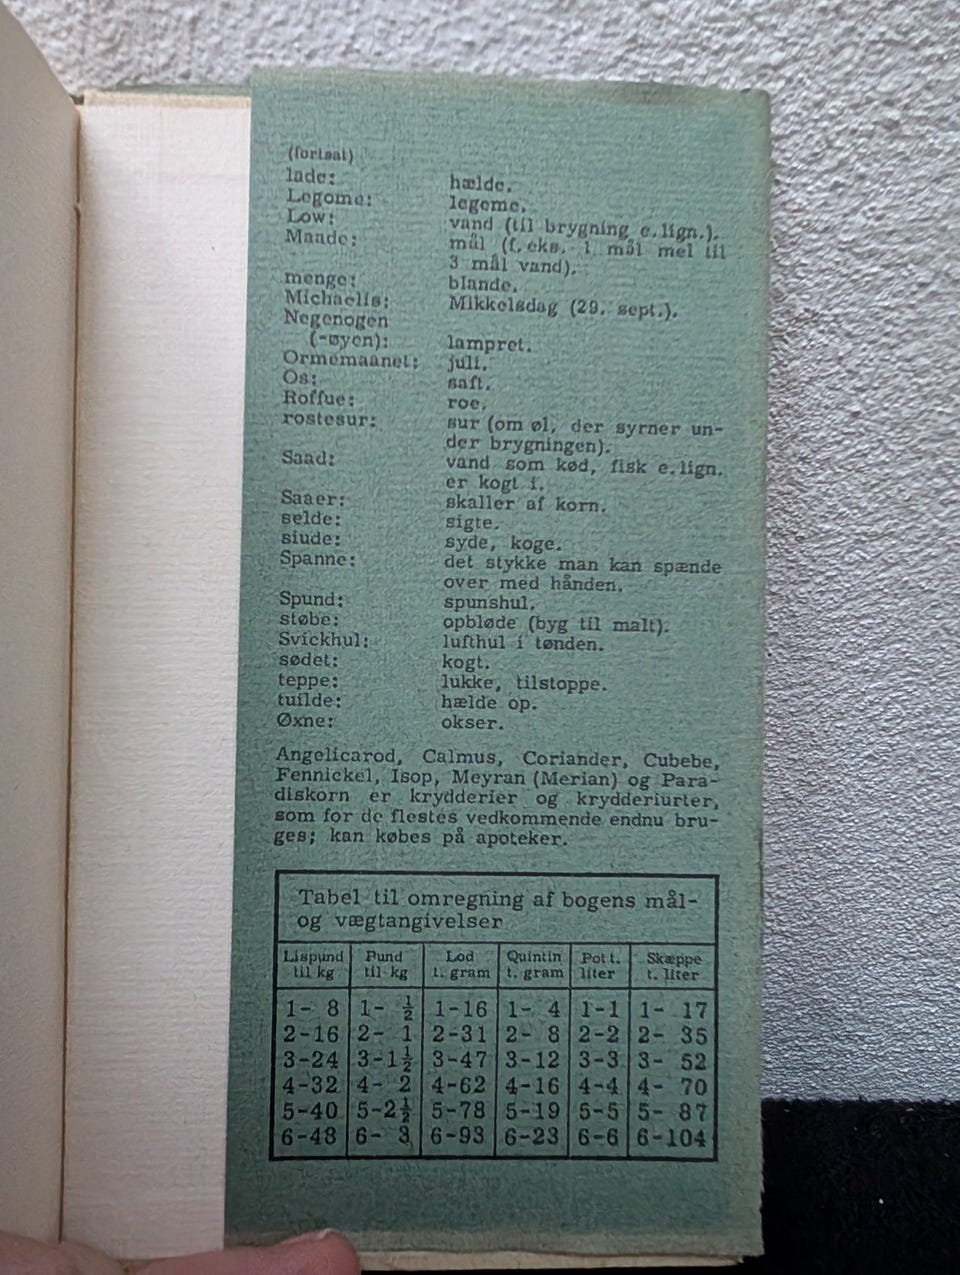 (fortsat)
lade: hælde.
Legome: legeme.
Low: vand (til brygning e.lign.).
Maade: mål (f.eks. 1 mål mel til
3 mål vand).
menge: blande.
Michaelis: Mikkelsdag (29. sept.).
Negenogen
(-øyen): lampret.
Ormemaanet: juli.
Os: saft.
Roffue: roe.
rostesur: sur (om øl, der syrner un-
der brygningen).
Saad: vand som kød, fisk e.lign.
er kogt i.
Saaer: skaller af korn.
selde: sigte.
siude: syde, koge.
Spanne: det stykke man kan spænde
over med hånden.
Spund: spunshul.
støbe: opbløde (byg til malt).
Svickhul: lufthul i tønden.
sødet: kogt.
teppe: lukke, tilstoppe.
tuilde: hælde op.
Øxne: okser.
Angelicarod, Calmus, Coriander, Cubebe,
Fennickel, Isop, Meyran (Merian) og Para-
diskorn er krydderier og krydderiurter,
som for de flestes vedkommende endnu bru-
ges; kan købes på apoteker.
Tabel til omregning af bogens mål-
og vægtangivelser
Lispund Pund Lod Quintin Pot t. Skæppe
til kg til kg t. gram t. gram liter t. liter
1- 8 1- ½ 1-16 1- 4 1-1 1- 17
2-16 2- 1 2-31 2- 8 2-2 2- 35
3-24 3-1½ 3-47 3-12 3-3 3- 52
4-32 4- 2 4-62 4-16 4-4 4- 70
5-40 5-2½ 5-78 5-19 5-5 5- 87
6-48 6- 3 6-93 6-23 6-6 6-104